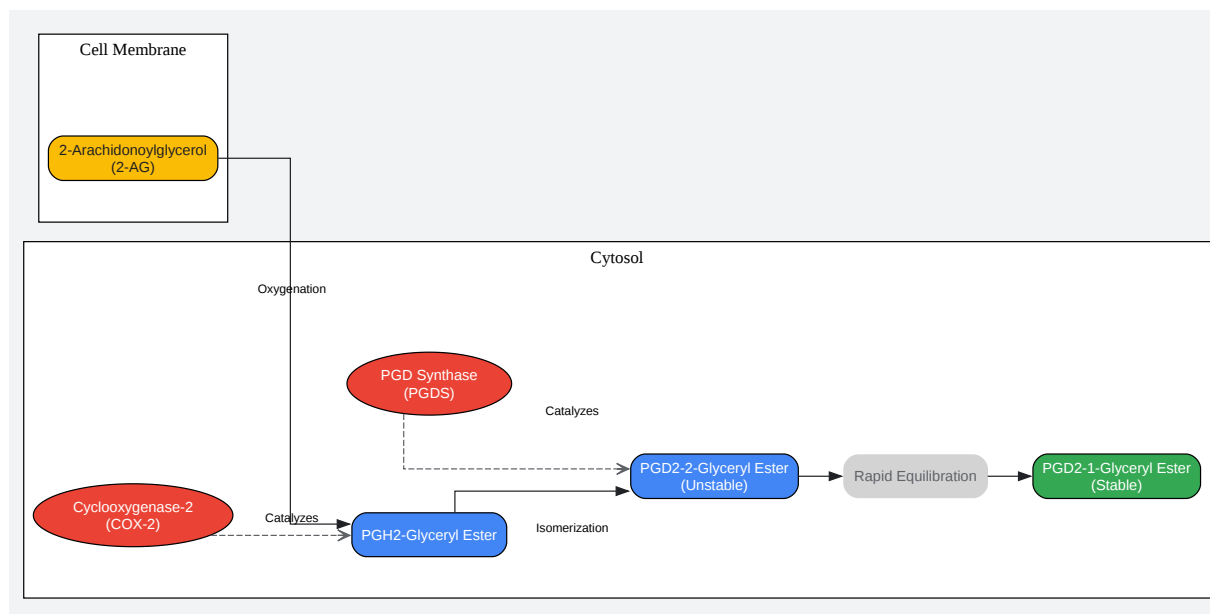 Cell Membrane
2-Arachidonoylglycerol
(2-AG)
Cytosol
Oxygenation
PGD Synthase
(PGDS)
Catalyzes
PGD2-2-Glyceryl Ester
(Unstable)
Rapid Equilibration
PGD2-1-Glyceryl Ester
(Stable)
Cyclooxygenase-2
(COX-2)
Catalyzes
PGH2-Glyceryl Ester
Isomerization